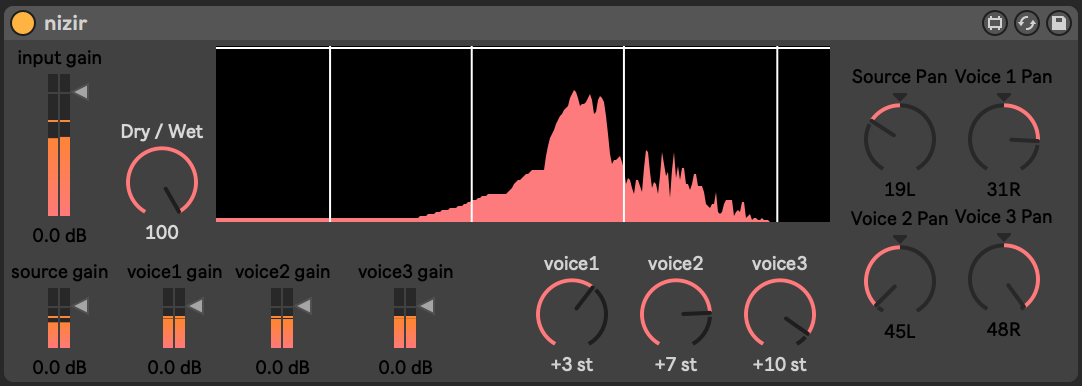 nizir
input gain
0.0 dB
Dry / Wet
100
Source Pan
19L
Voice 1 Pan
31R
Voice 2 Pan
45L
Voice 3 Pan
48R
source gain
0.0 dB
voice1 gain
0.0 dB
voice2 gain
0.0 dB
voice3 gain
0.0 dB
voice1
+3 st
voice2
+7 st
voice3
+10 st